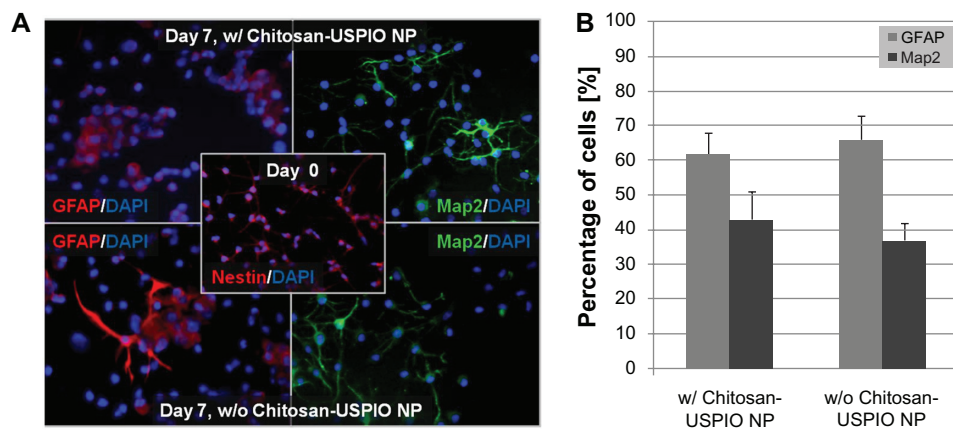 A
Day 7, w/ Chitosan-USPIO NP
GFAP/DAPI
Map2/DAPI
Day 0
Nestin/DAPI
GFAP/DAPI
Map2/DAPI
Day 7, w/o Chitosan-USPIO NP
B
Percentage of cells [%]
100
90
80
70
60
50
40
30
20
10
0
GFAP
Map2
w/ Chitosan-
USPIO NP
w/o Chitosan-
USPIO NP